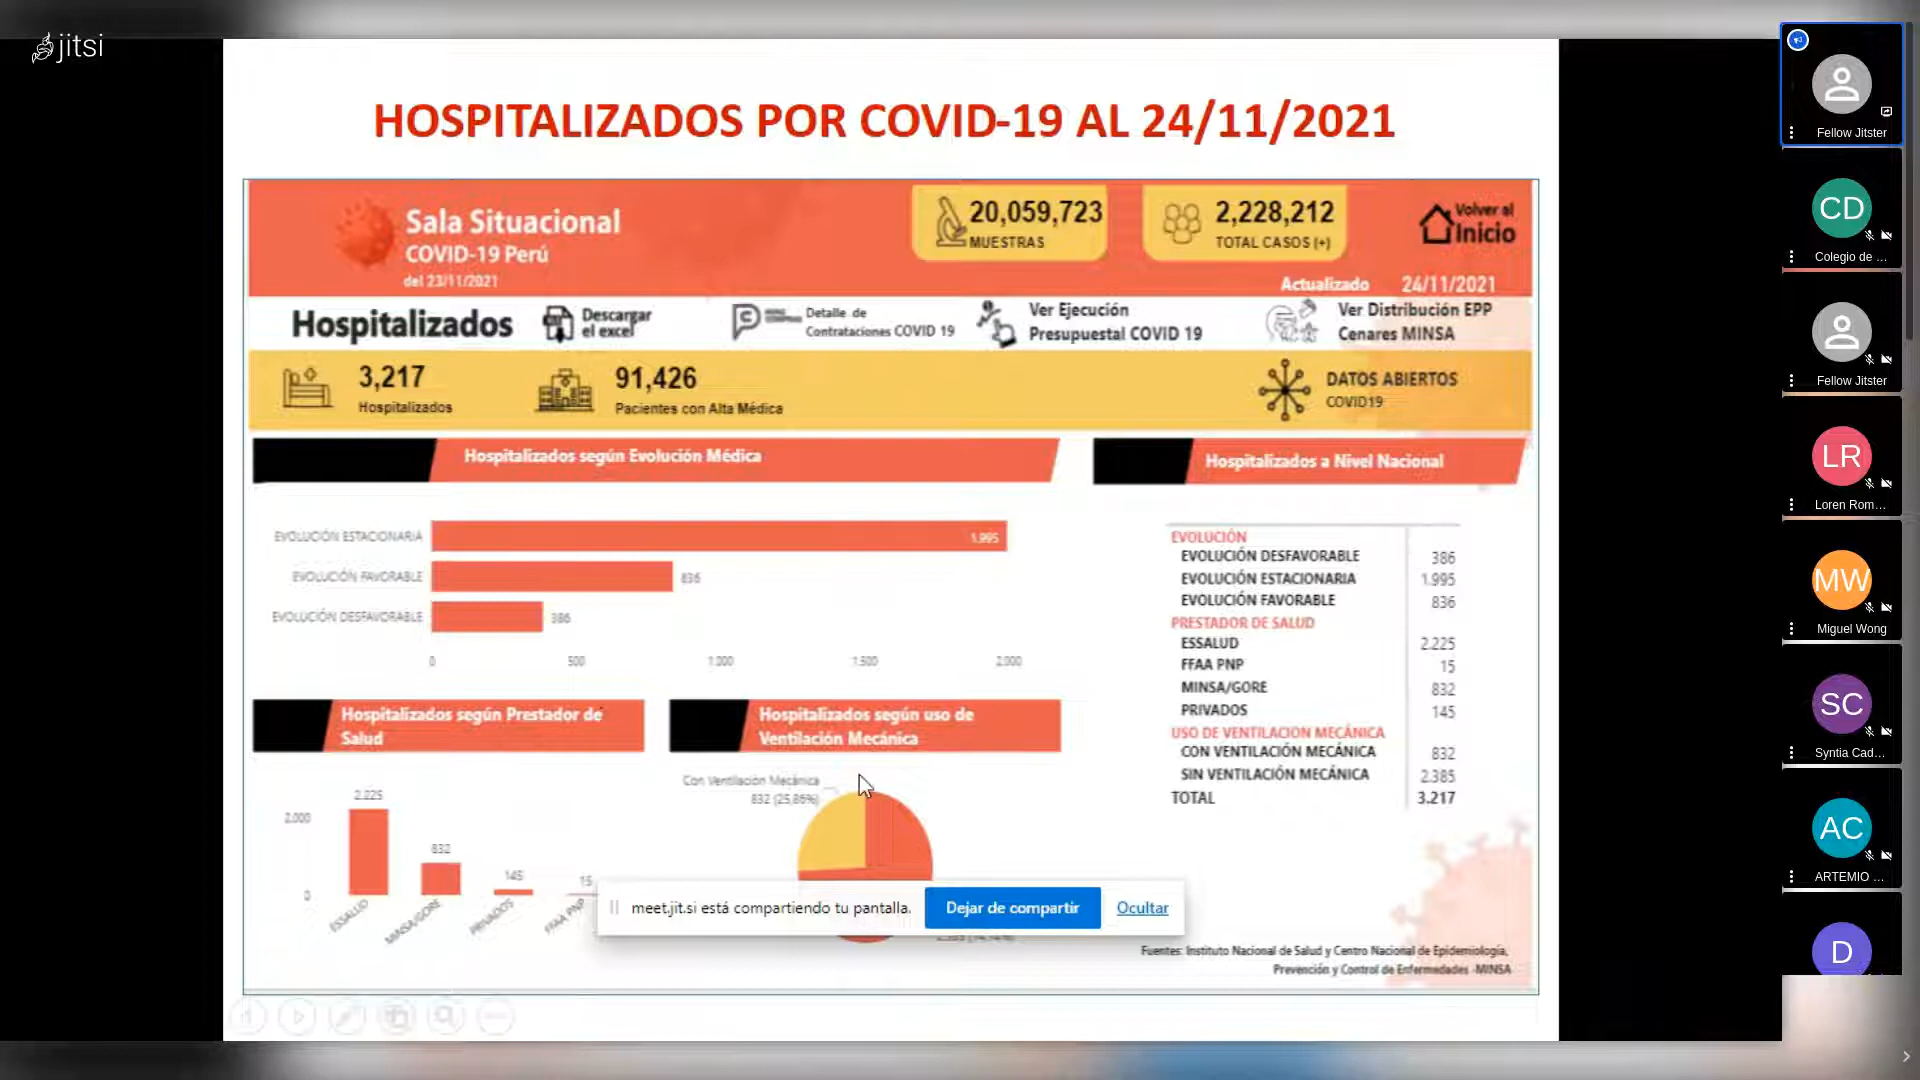 jitsi
HOSPITALIZADOS POR COVID-19 AL 24/11/2021
Sala Situacional
COVID-19 Perú
del 23/11/2021
20,059,723
MUESTRAS
2,228,212
TOTAL CASOS (+)
Volver al
Inicio
Actualizado 24/11/2021
Hospitalizados
Descargar
el excel
Detalle de
Contrataciones COVID 19
Ver Ejecución
Presupuestal COVID 19
Ver Distribución EPP
Cenares MINSA
3,217
Hospitalizados
91,426
Pacientes con Alta Médica
DATOS ABIERTOS
COVID19
Hospitalizados según Evolución Médica
EVOLUCIÓN ESTACIONARIA 1.995
EVOLUCIÓN FAVORABLE 836
EVOLUCIÓN DESFAVORABLE 386
0 500 1.000 1.500 2.000
Hospitalizados a Nivel Nacional
EVOLUCIÓN
EVOLUCIÓN DESFAVORABLE 386
EVOLUCIÓN ESTACIONARIA 1.995
EVOLUCIÓN FAVORABLE 836
PRESTADOR DE SALUD
ESSALUD 2.225
FFAA PNP 15
MINSA/GORE 832
PRIVADOS 145
USO DE VENTILACION MECÁNICA
CON VENTILACIÓN MECÁNICA 832
SIN VENTILACIÓN MECÁNICA 2.385
TOTAL 3.217
Hospitalizados según Prestador de
Salud
2.225
2.000
832
145
15
0
ESSALUD
MINSA/GORE
PRIVADOS
FFAA PNP
Hospitalizados según uso de
Ventilación Mecánica
Con Ventilación Mecánica
832 (25,86%)
meet.jit.si está compartiendo tu pantalla.
Dejar de compartir
Ocultar
Fuentes: Instituto Nacional de Salud y Centro Nacional de Epidemiología,
Prevención y Control de Enfermedades -MINSA
Fellow Jitster
CD
Colegio de ...
Fellow Jitster
LR
Loren Rom...
MW
Miguel Wong
SC
Syntia Cad...
AC
ARTEMIO ...
D